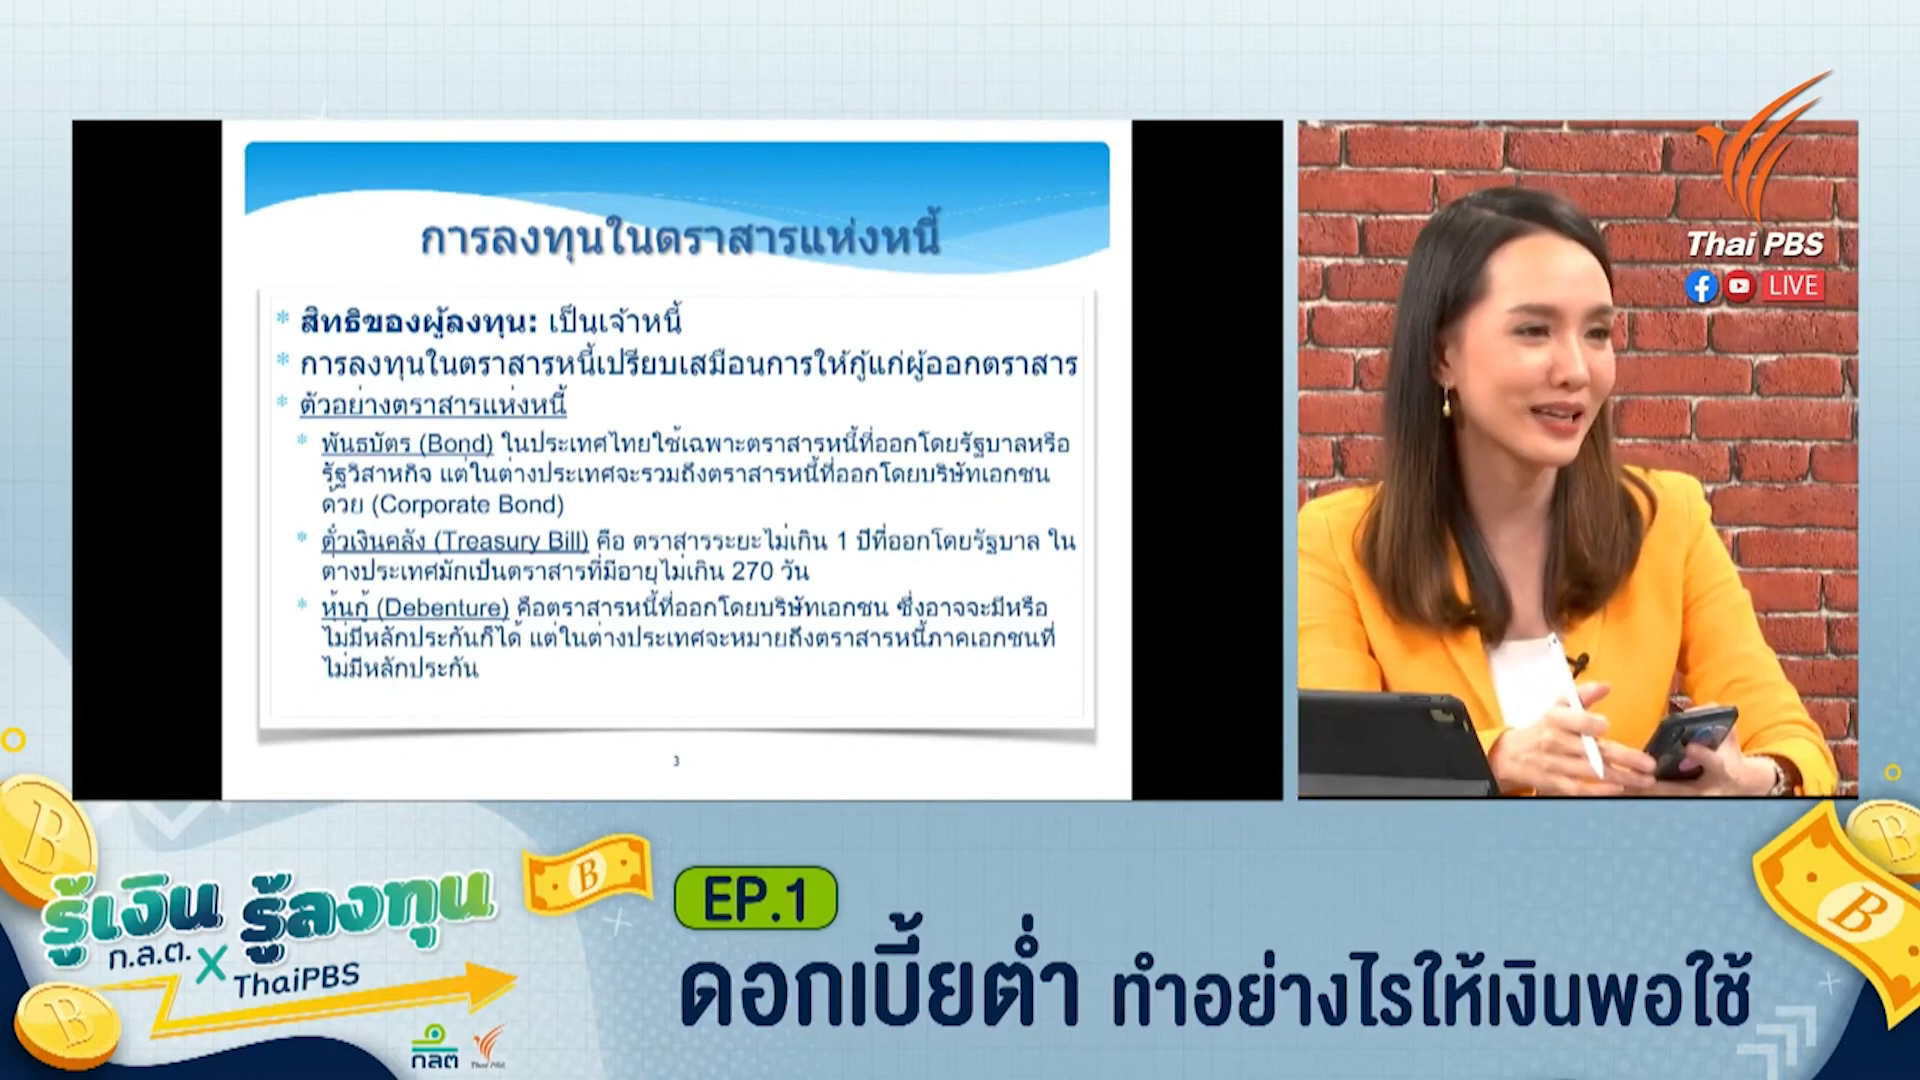 การลงทุนในตราสารแห่งหนี้
* สิทธิของผู้ลงทุน: เป็นเจ้าหนี้
* การลงทุนในตราสารหนี้เปรียบเสมือนการให้กู้แก่ผู้ออกตราสาร
* ตัวอย่างตราสารแห่งหนี้
* พันธบัตร (Bond) ในประเทศไทยใช้เฉพาะตราสารหนี้ที่ออกโดยรัฐบาลหรือ
รัฐวิสาหกิจ แต่ในต่างประเทศจะรวมถึงตราสารหนี้ที่ออกโดยบริษัทเอกชน
ด้วย (Corporate Bond)
* ตั๋วเงินคลัง (Treasury Bill) คือ ตราสารระยะไม่เกิน 1 ปีที่ออกโดยรัฐบาล ใน
ต่างประเทศมักเป็นตราสารที่มีอายุไม่เกิน 270 วัน
* หุ้นกู้ (Debenture) คือตราสารหนี้ที่ออกโดยบริษัทเอกชน ซึ่งอาจจะมีหรือ
ไม่มีหลักประกันก็ได้ แต่ในต่างประเทศจะหมายถึงตราสารหนี้ภาคเอกชนที่
ไม่มีหลักประกัน
3
Thai PBS
LIVE
รู้เงิน รู้ลงทุน
ก.ล.ต. X ThaiPBS
กลต
Thai PBS
EP.1
ดอกเบี้ยต่ำ ทำอย่างไรให้เงินพอใช้